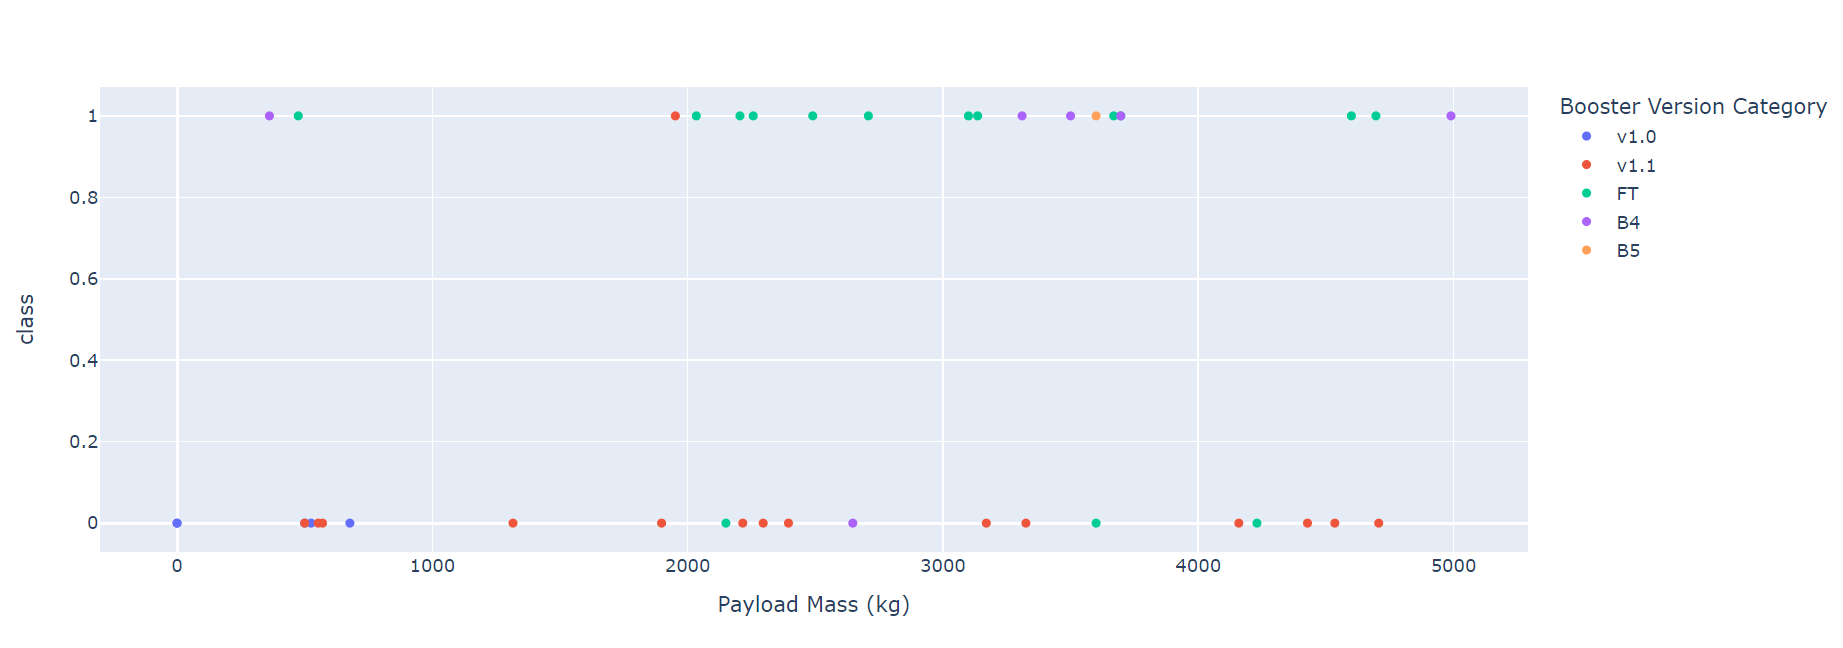 1
0.8
0.6
0.4
0.2
0
class
0 1000 2000 3000 4000 5000
Payload Mass (kg)
Booster Version Category
v1.0
v1.1
FT
B4
B5